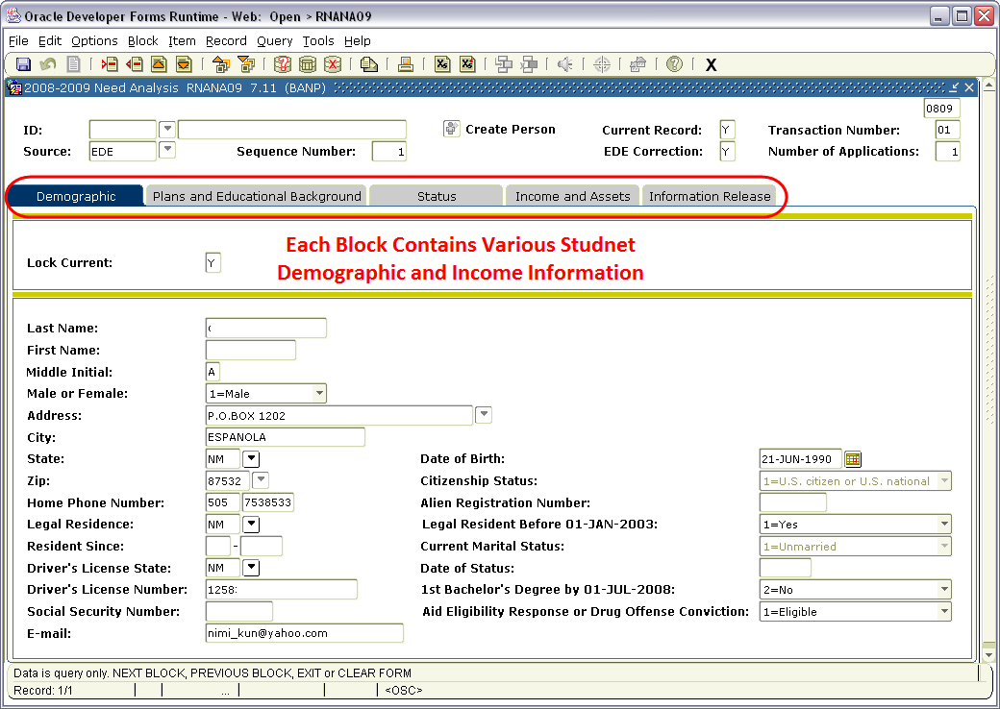 Oracle Developer Forms Runtime - Web: Open > RNANA09
File Edit Options Block Item Record Query Tools Help
2008-2009 Need Analysis RNANA09 7.11 (BANP)
0809
ID: Create Person Current Record: Y Transaction Number: 01
Source: EDE Sequence Number: 1 EDE Correction: Y Number of Applications: 1
Demographic Plans and Educational Background Status Income and Assets Information Release
Each Block Contains Various Studnet
Demographic and Income Information
Lock Current: Y
Last Name:
First Name:
Middle Initial: A
Male or Female: 1=Male
Address: P.O.BOX 1202
City: ESPANOLA
State: NM Date of Birth: 21-JUN-1990
Zip: 87532 Citizenship Status: 1=U.S. citizen or U.S. national
Home Phone Number: 505 7538533 Alien Registration Number:
Legal Residence: NM Legal Resident Before 01-JAN-2003: 1=Yes
Resident Since: - Current Marital Status: 1=Unmarried
Driver's License State: NM Date of Status:
Driver's License Number: 1258 1st Bachelor's Degree by 01-JUL-2008: 2=No
Social Security Number: Aid Eligibility Response or Drug Offense Conviction: 1=Eligible
E-mail: nimi_kun@yahoo.com
Data is query only. NEXT BLOCK, PREVIOUS BLOCK, EXIT or CLEAR FORM
Record: 1/1 ... <OSC>